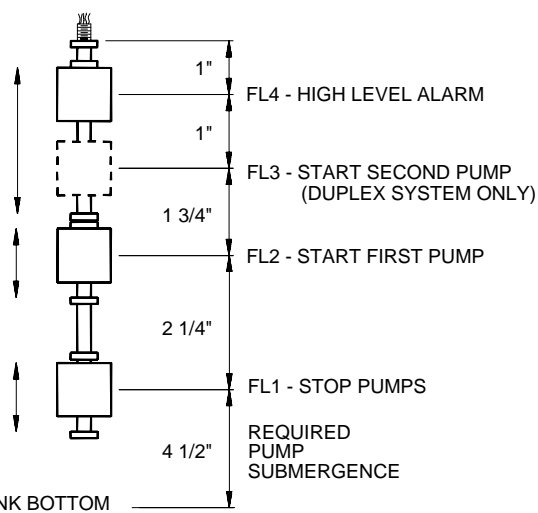 1"
FL4 - HIGH LEVEL ALARM
1"
FL3 - START SECOND PUMP
(DUPLEX SYSTEM ONLY)
1 3/4"
FL2 - START FIRST PUMP
2 1/4"
FL1 - STOP PUMPS
4 1/2"
REQUIRED
PUMP
SUBMERGENCE
NK BOTTOM